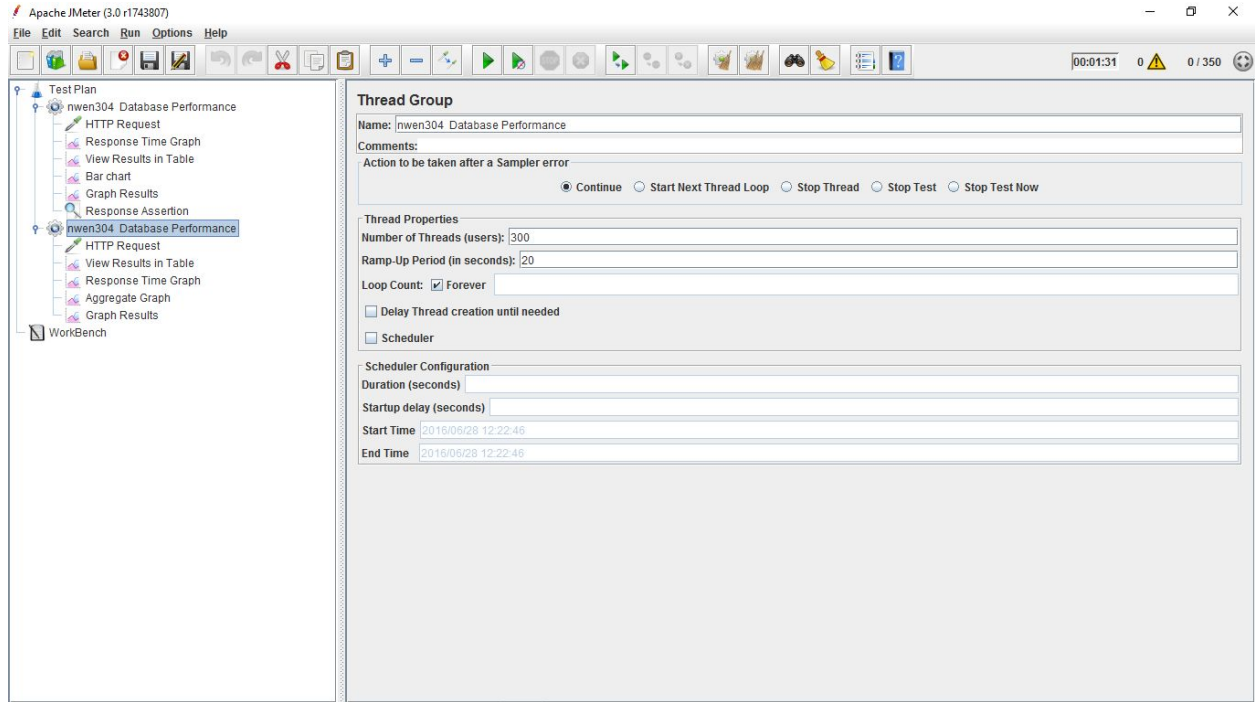 Apache JMeter (3.0 r1743807)
File Edit Search Run Options Help
00:01:31 0 0 / 350
Test Plan
nwen304 Database Performance
HTTP Request
Response Time Graph
View Results in Table
Bar chart
Graph Results
Response Assertion
nwen304 Database Performance
HTTP Request
View Results in Table
Response Time Graph
Aggregate Graph
Graph Results
WorkBench
Thread Group
Name: nwen304 Database Performance
Comments:
Action to be taken after a Sampler error
Continue Start Next Thread Loop Stop Thread Stop Test Stop Test Now
Thread Properties
Number of Threads (users): 300
Ramp-Up Period (in seconds): 20
Loop Count: Forever
Delay Thread creation until needed
Scheduler
Scheduler Configuration
Duration (seconds)
Startup delay (seconds)
Start Time 2016/06/28 12:22:46
End Time 2016/06/28 12:22:46